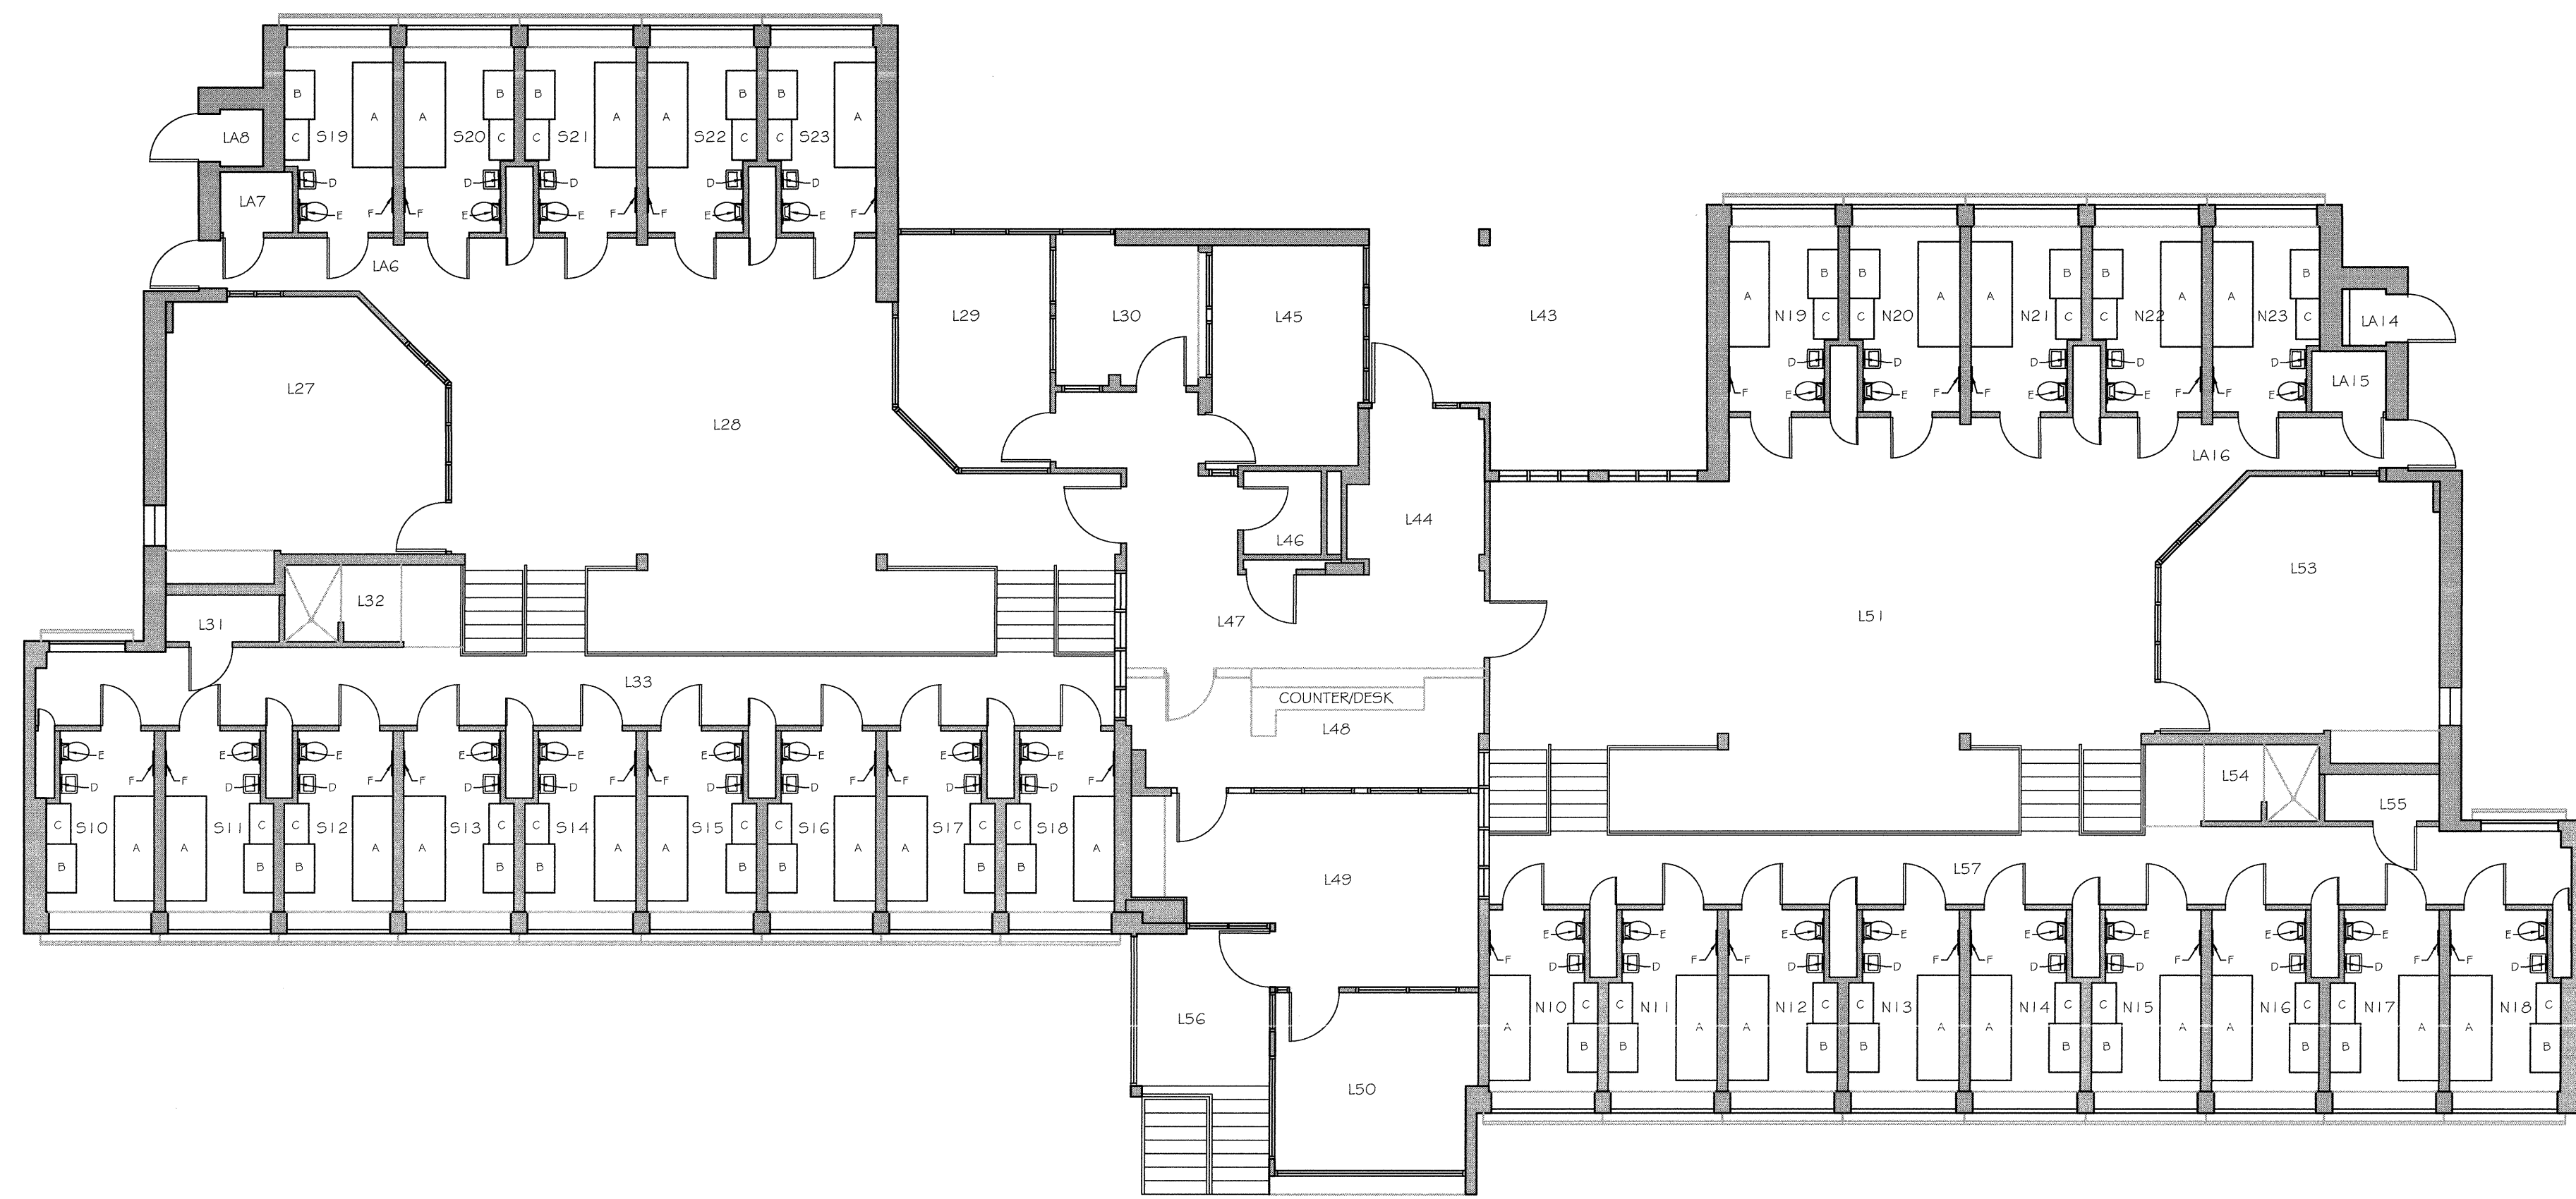 B B B B B
A A A A A
LA8 C S19 S20 C C S21 S22 C C S23
D D D D D
LA7
E F F E E F F E E
LA6
B B B B B
A A A A A
L29 L30 L45 L43
N19 C C N20 N21 C C N22 N23 C LA14
D D D D D
LA15
L27
F E E F F E E F F E
L28
LA16
L44
L46
L53
L32
L31 L47 L51
L33
COUNTER/DESK
L48
E E E E E E E E E
F F F F F F F F F
D D D D D D D D D
L54
L55
C S10 S11 C C S12 S13 C C S14 S15 C C S16 S17 C C S18
A A A A A A A A A
B B B B B B B B B
L49
L57
E E E E E E E E E
F F F F F F F F F
D D D D D D D D D
L56
N10 C C N11 N12 C C N13 N14 C C N15 N16 C C N17 N18 C
A A A A A A A A A
B B B B B B B B B
L50